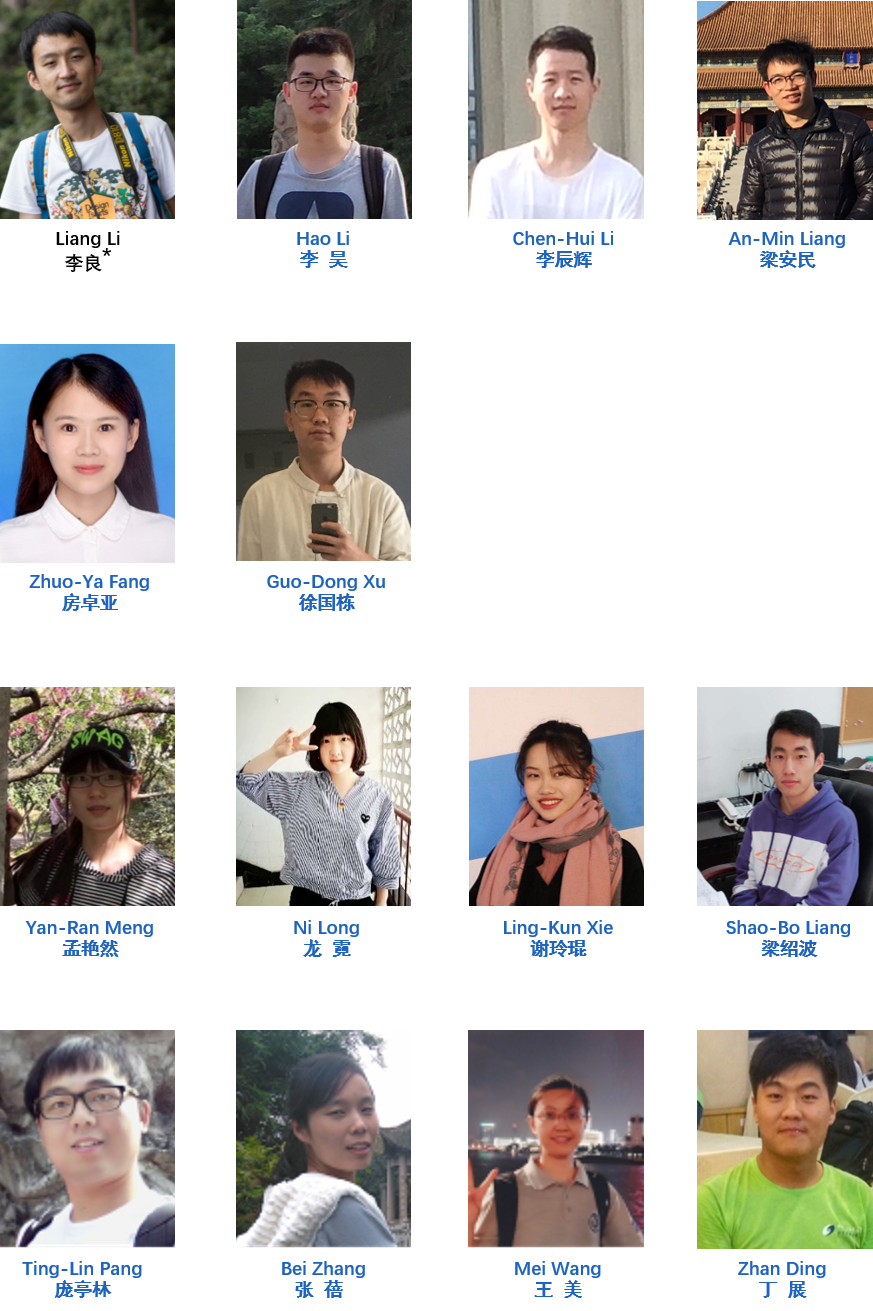 SWAG
Liang Li
李良*
Hao Li
李 昊
Chen-Hui Li
李辰辉
An-Min Liang
梁安民
Zhuo-Ya Fang
房卓亚
Guo-Dong Xu
徐国栋
Yan-Ran Meng
孟艳然
Ni Long
龙 霓
Ling-Kun Xie
谢玲琨
Shao-Bo Liang
梁绍波
Ting-Lin Pang
庞亭林
Bei Zhang
张 蓓
Mei Wang
王 美
Zhan Ding
丁 展